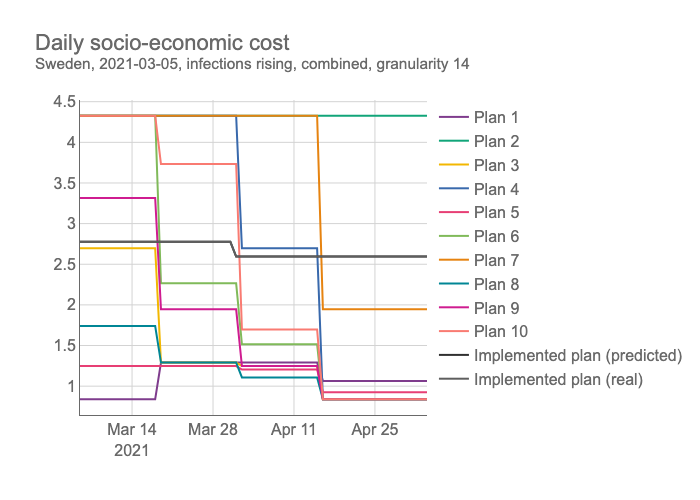 Daily socio-economic cost
Sweden, 2021-03-05, infections rising, combined, granularity 14
4.5
4
3.5
3
2.5
2
1.5
1
Mar 14
2021
Mar 28
Apr 11
Apr 25
Plan 1
Plan 2
Plan 3
Plan 4
Plan 5
Plan 6
Plan 7
Plan 8
Plan 9
Plan 10
Implemented plan (predicted)
Implemented plan (real)